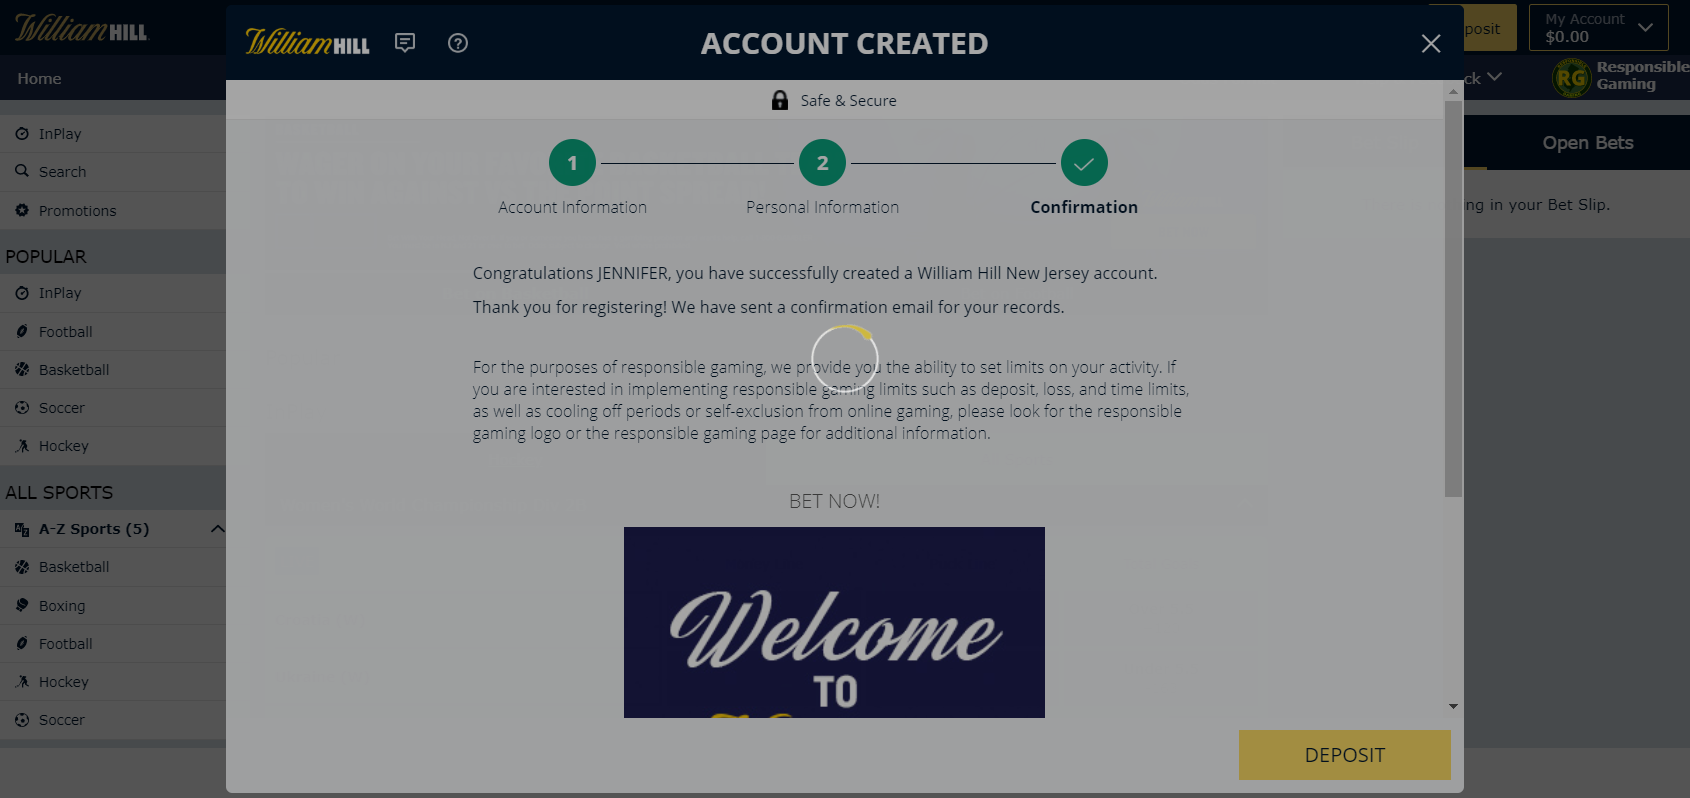 William HILL
Deposit
My Account
$0.00
Home
ck
RG
Responsible
Gaming
William HILL
ACCOUNT CREATED
Safe & Secure
1
2
Account Information
Personal Information
Confirmation
Congratulations JENNIFER, you have successfully created a William Hill New Jersey account.
Thank you for registering! We have sent a confirmation email for your records.
For the purposes of responsible gaming, we provide you the ability to set limits on your activity. If
you are interested in implementing responsible gaming limits such as deposit, loss, and time limits,
as well as cooling off periods or self-exclusion from online gaming, please look for the responsible
gaming logo or the responsible gaming page for additional information.
BET NOW!
Welcome
TO
DEPOSIT
InPlay
Search
Promotions
POPULAR
InPlay
Football
Basketball
Soccer
Hockey
ALL SPORTS
A-Z Sports (5)
Basketball
Boxing
Football
Hockey
Soccer
Open Bets
ng in your Bet Slip.